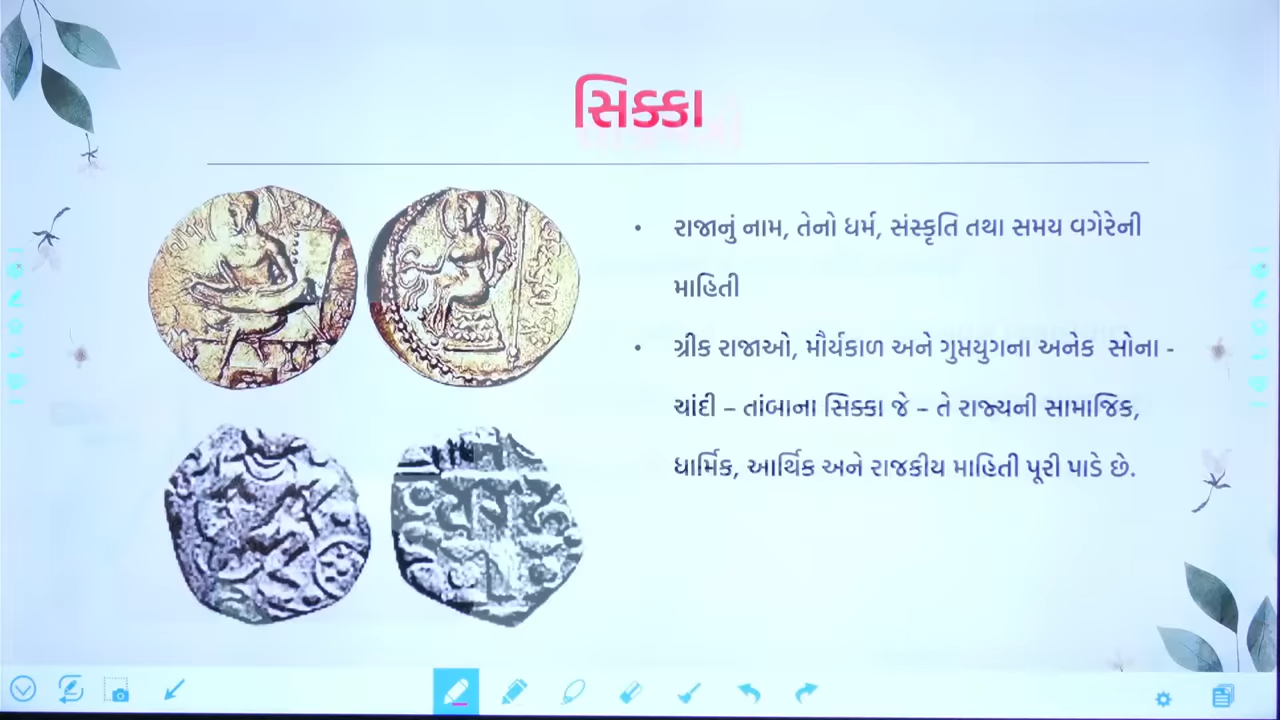 સિક્કા
• રાજાનું નામ, તેનો ધર્મ, સંસ્કૃતિ તથા સમય વગેરેની
માહિતી
• ગ્રીક રાજાઓ, મૌર્યકાળ અને ગુપ્તયુગના અનેક સોના -
ચાંદી – તાંબાના સિક્કા જે – તે રાજ્યની સામાજિક,
ધાર્મિક, આર્થિક અને રાજકીય માહિતી પૂરી પાડે છે.